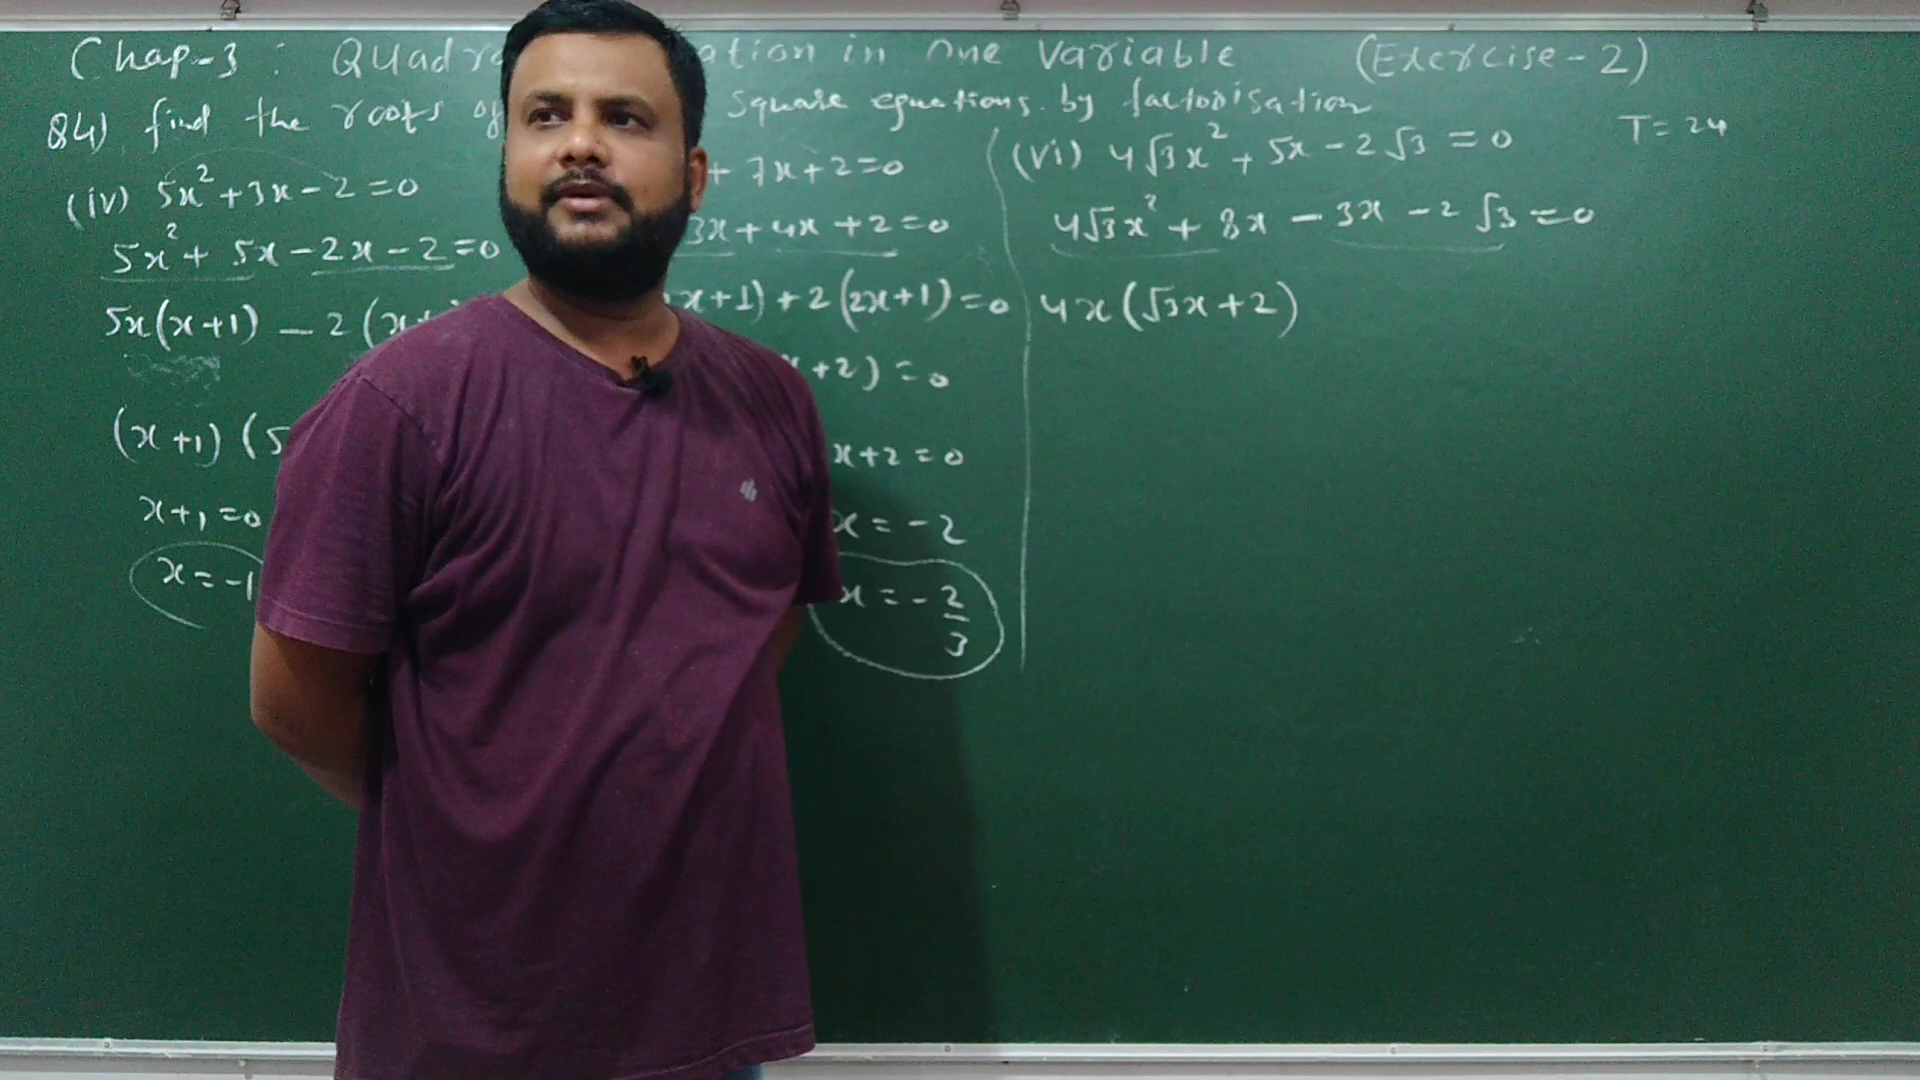 Chap-3 : Quadra ation in one Variable (Exercise-2)
Q4) find the roots of square equations by factorisation
T = 24
(iv) 5x² + 3x - 2 = 0
5x² + 5x - 2x - 2 = 0
5x(x+1) - 2(x+
(x+1) (5
x+1 = 0
x = -1
+ 7x + 2 = 0
3x + 4x + 2 = 0
x+1) + 2(2x+1) = 0
+2) = 0
x + 2 = 0
x = -2
x = -2/3
(vi) 4√3x² + 5x - 2√3 = 0
4√3x² + 8x - 3x - 2√3 = 0
4x(√3x + 2)